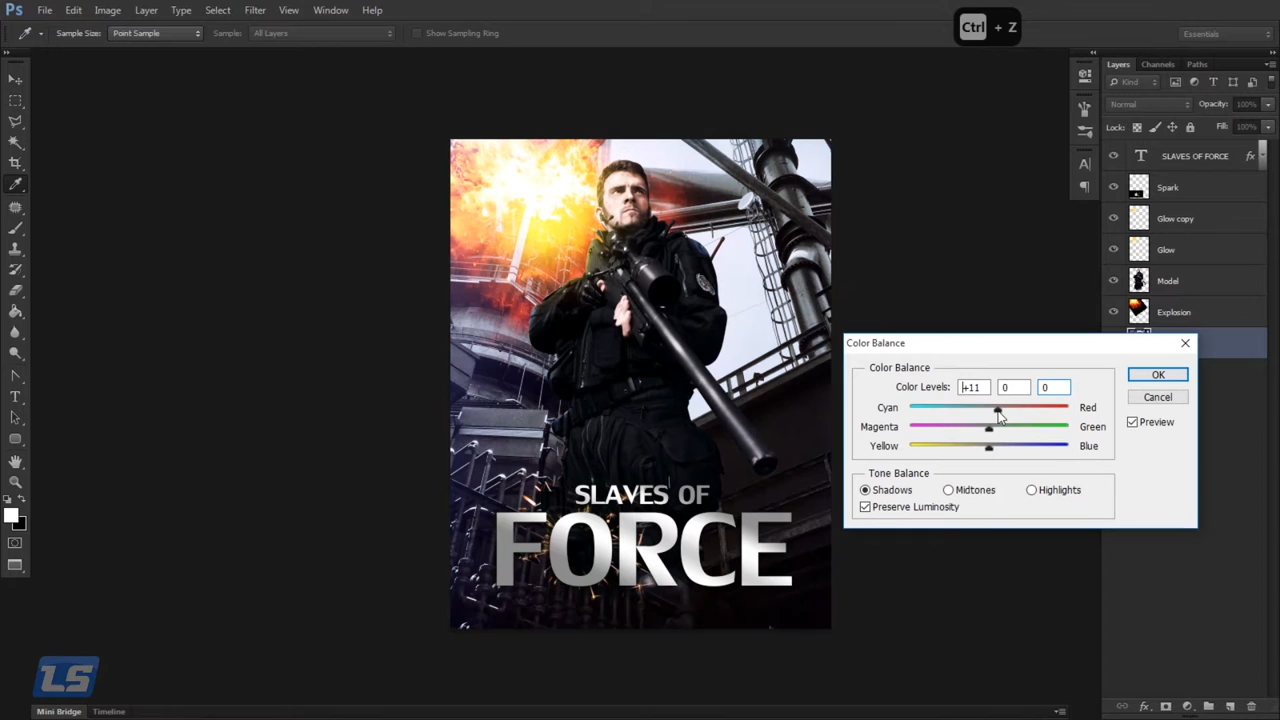 Ps File Edit Image Layer Type Select Filter View Window Help
Ctrl + Z
Sample Size: Point Sample Sample: All Layers Show Sampling Ring Essentials
Layers Channels Paths
Kind T
Normal Opacity: 100%
Lock: Fill: 100%
T SLAVES OF FORCE fx
Spark
Glow copy
Glow
Model
Explosion
Color Balance
Color Balance
OK
Color Levels: +11 0 0
Cancel
Cyan Red
Preview
Magenta Green
Yellow Blue
Tone Balance
Shadows Midtones Highlights
Preserve Luminosity
SLAVES OF
FORCE
LS
Mini Bridge Timeline